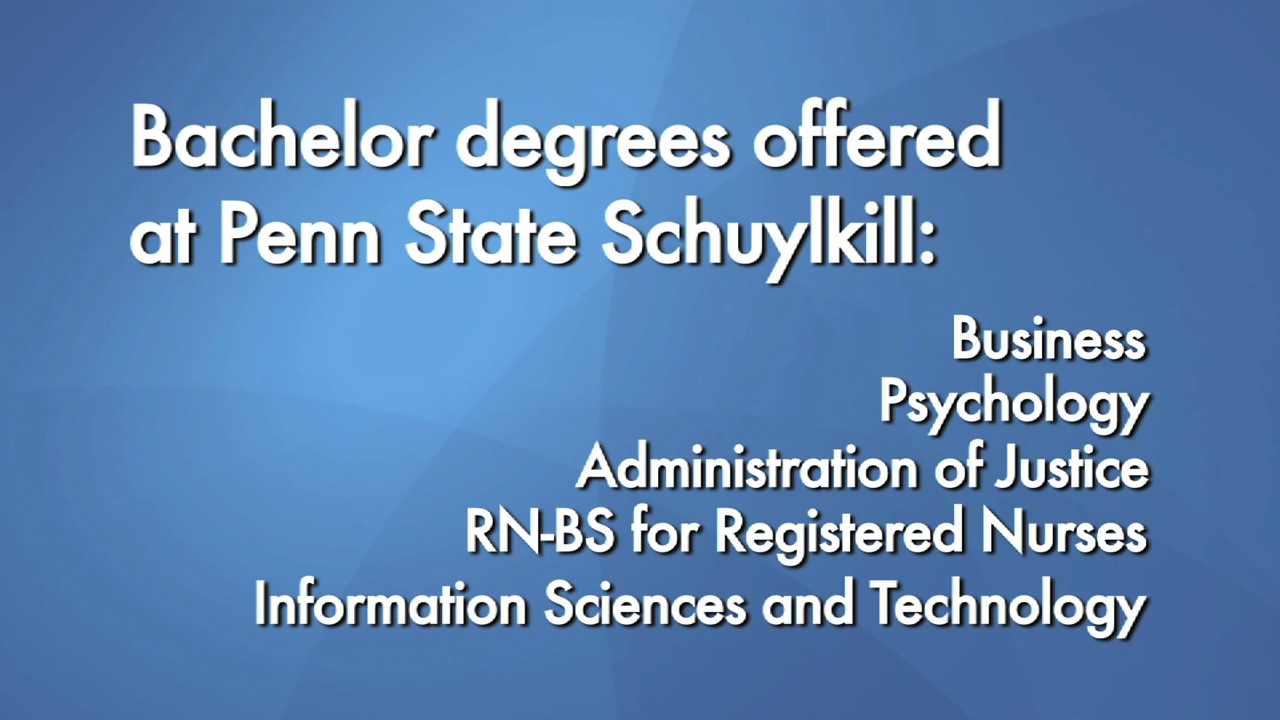 Bachelor degrees offered
at Penn State Schuylkill:
Business
Psychology
Administration of Justice
RN-BS for Registered Nurses
Information Sciences and Technology